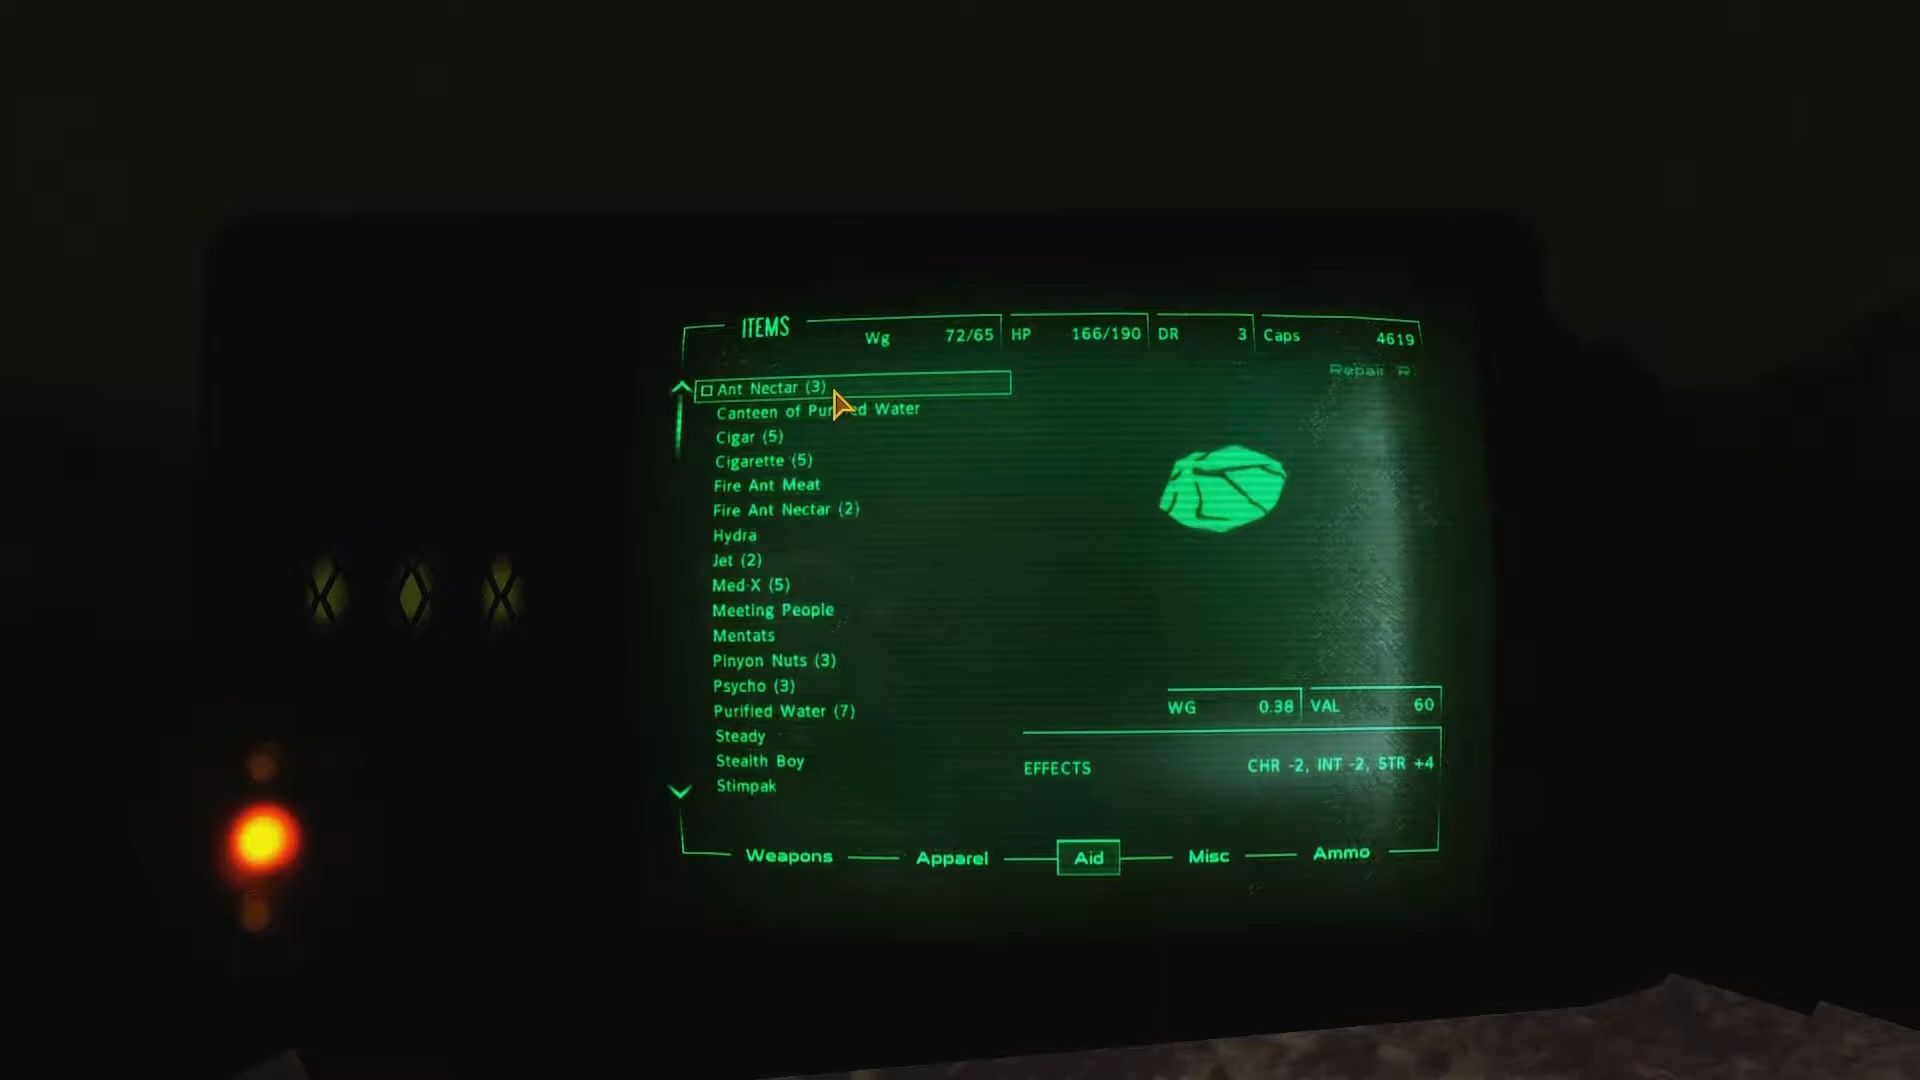 ITEMS Wg 72/65 HP 166/190 DR 3 Caps 4619
Repair R)
Ant Nectar (3)
Canteen of Purified Water
Cigar (5)
Cigarette (5)
Fire Ant Meat
Fire Ant Nectar (2)
Hydra
Jet (2)
Med-X (5)
Meeting People
Mentats
Pinyon Nuts (3)
Psycho (3)
Purified Water (7)
Steady
Stealth Boy
Stimpak
WG 0.38 VAL 60
EFFECTS CHR -2, INT -2, STR +4
Weapons Apparel Aid Misc Ammo